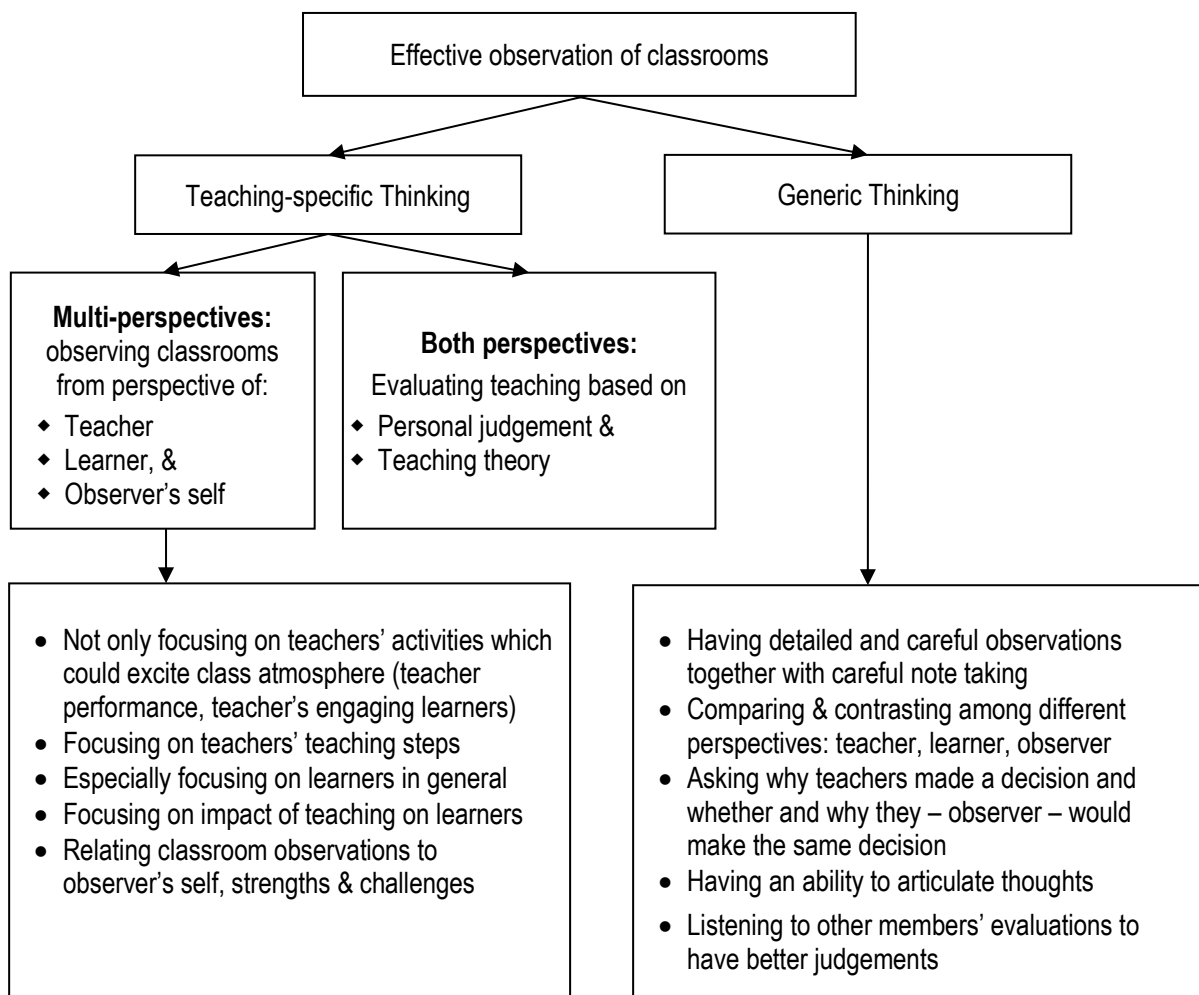 Effective observation of classrooms
Teaching-specific Thinking
Generic Thinking
Multi-perspectives:
observing classrooms
from perspective of:
◆ Teacher
◆ Learner, &
◆ Observer’s self
Both perspectives:
Evaluating teaching based on
◆ Personal judgement &
◆ Teaching theory
• Not only focusing on teachers’ activities which
could excite class atmosphere (teacher
performance, teacher’s engaging learners)
• Focusing on teachers’ teaching steps
• Especially focusing on learners in general
• Focusing on impact of teaching on learners
• Relating classroom observations to
observer’s self, strengths & challenges
• Having detailed and careful observations
together with careful note taking
• Comparing & contrasting among different
perspectives: teacher, learner, observer
• Asking why teachers made a decision and
whether and why they – observer – would
make the same decision
• Having an ability to articulate thoughts
• Listening to other members’ evaluations to
have better judgements